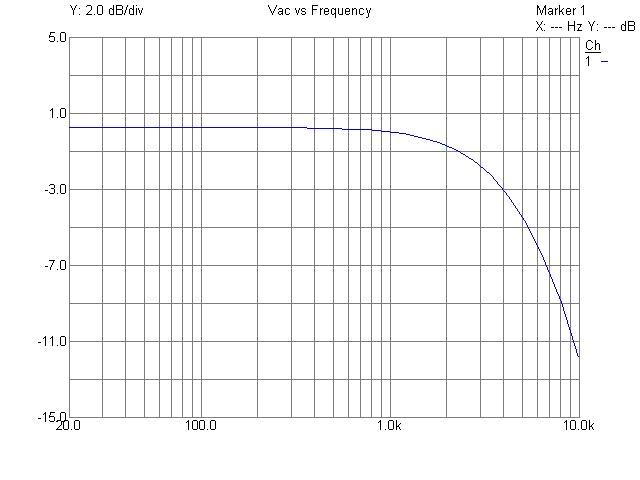 Y: 2.0 dB/div
Vac vs Frequency
Marker 1
X: --- Hz Y: --- dB
Ch
1 –
5.0
1.0
-3.0
-7.0
-11.0
-15.0
20.0
100.0
1.0k
10.0k